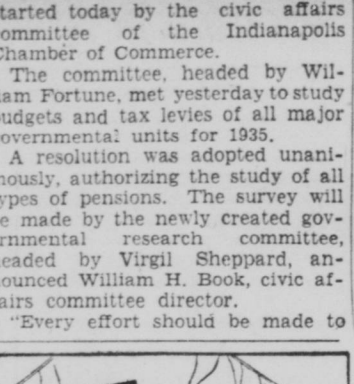 tarted today by the civic affairs
ommittee of the Indianapolis
Chamber of Commerce.
The committee, headed by Wil-
iam Fortune, met yesterday to study
udgets and tax levies of all major
overnmental units for 1935.
A resolution was adopted unani-
mously, authorizing the study of all
ypes of pensions. The survey will
e made by the newly created gov-
rnmental research committee,
eaded by Virgil Sheppard, an-
ounced William H. Book, civic af-
airs committee director.
"Every effort should be made to